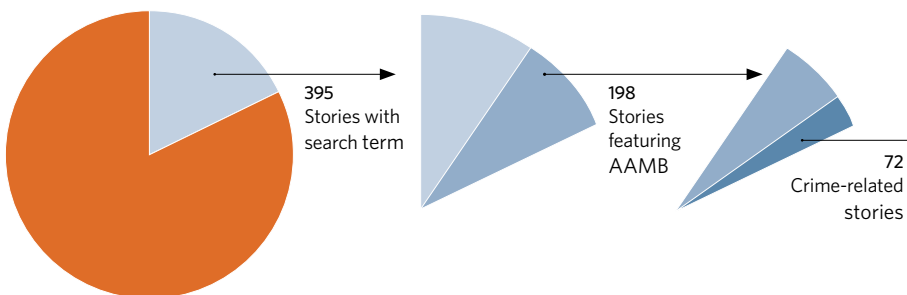 395
Stories with
search term
198
Stories
featuring
AAMB
72
Crime-related
stories